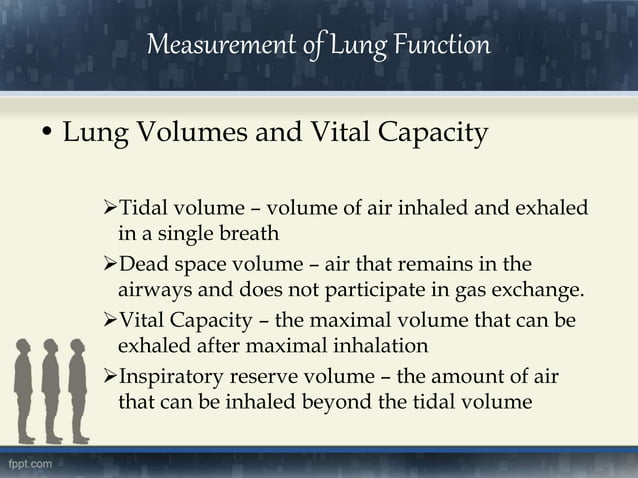 Measurement of Lung Function
• Lung Volumes and Vital Capacity
➢Tidal volume – volume of air inhaled and exhaled
in a single breath
➢Dead space volume – air that remains in the
airways and does not participate in gas exchange.
➢Vital Capacity – the maximal volume that can be
exhaled after maximal inhalation
➢Inspiratory reserve volume – the amount of air
that can be inhaled beyond the tidal volume
fppt.com